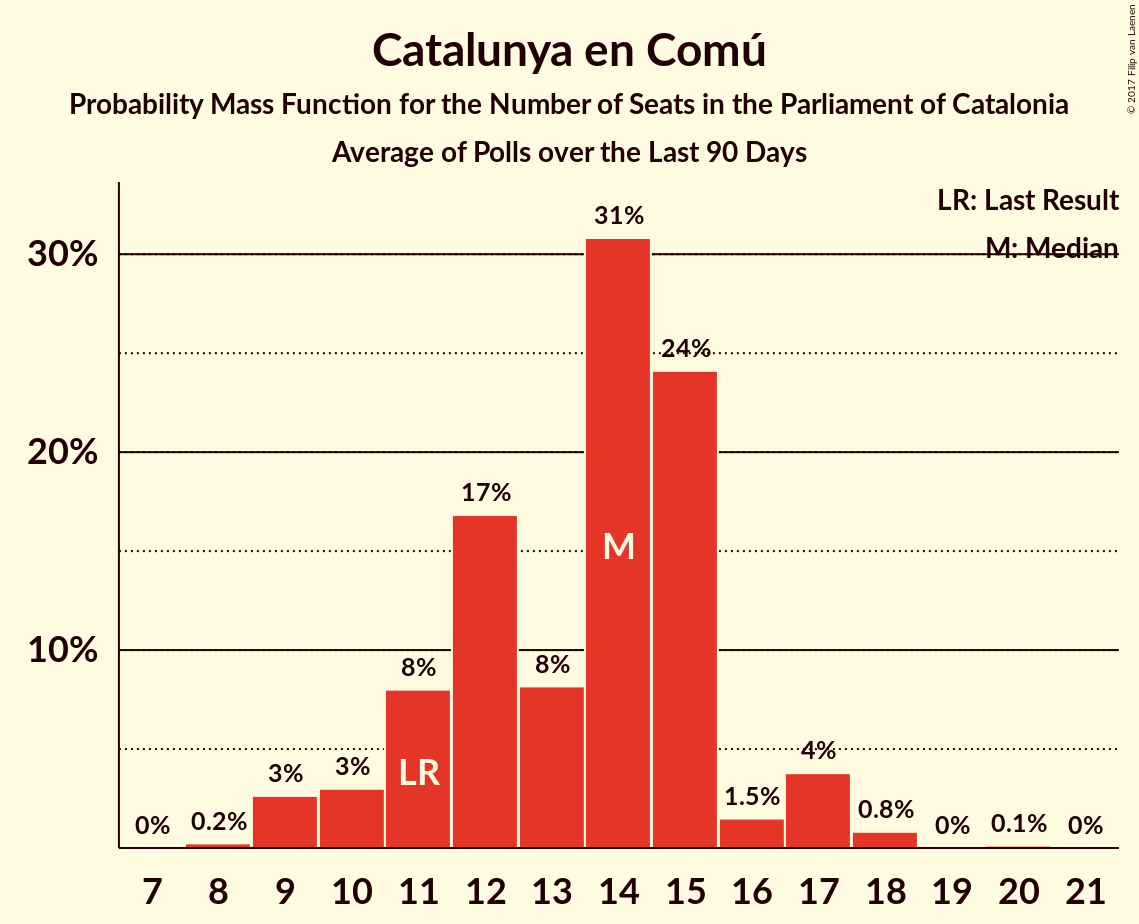 Catalunya en Comú
Probability Mass Function for the Number of Seats in the Parliament of Catalonia
Average of Polls over the Last 90 Days
© 2017 Filip van Laenen
LR: Last Result
M: Median
30%
20%
10%
0%
0.2%
3%
3%
8%
17%
8%
31%
24%
1.5%
4%
0.8%
0%
0.1%
0%
LR
M
7 8 9 10 11 12 13 14 15 16 17 18 19 20 21